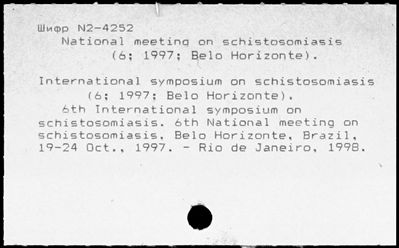 Шифр N2-4252
National meeting on schistosomiasis
(6; 1997; Belo Horizonte).
International symposium on schistosomiasis
(6; 1997; Belo Horizonte).
6th International symposium on
schistosomiasis. 6th National meeting on
schistosomiasis, Belo Horizonte, Brazil,
19-24 Oct., 1997. - Rio de Janeiro, 1998.